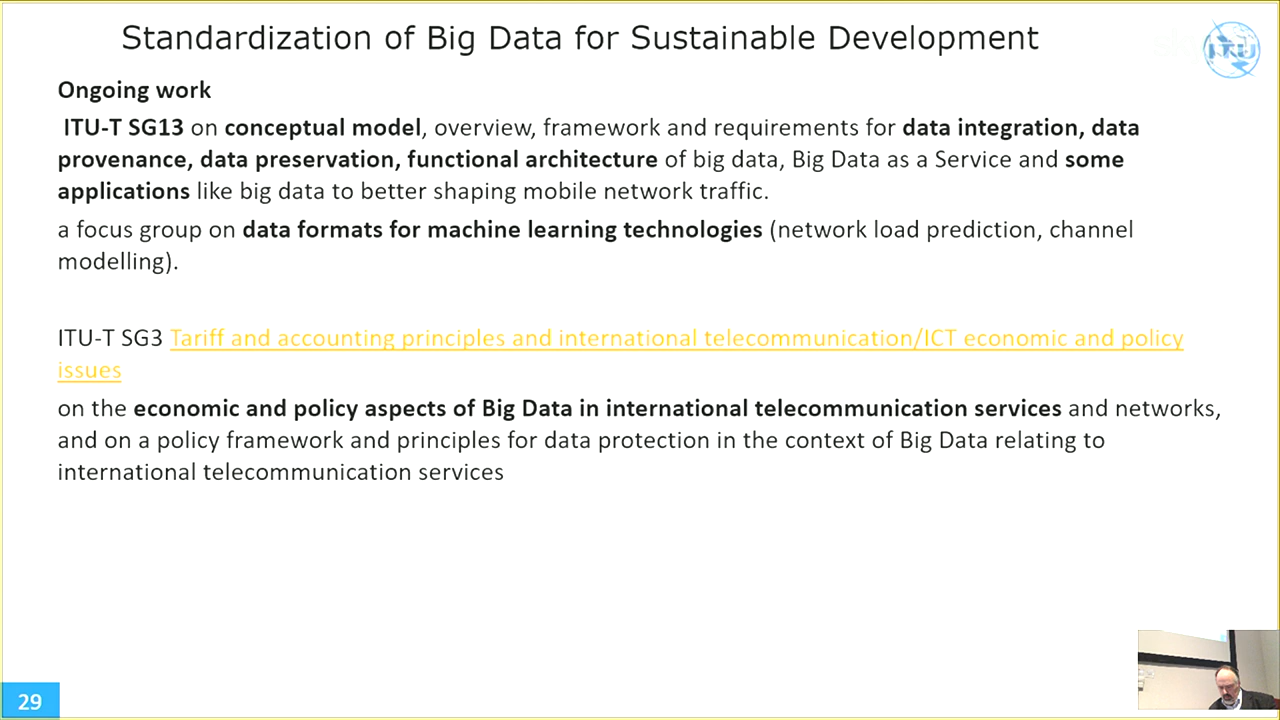 Standardization of Big Data for Sustainable Development
ITU
Ongoing work
ITU-T SG13 on conceptual model, overview, framework and requirements for data integration, data
provenance, data preservation, functional architecture of big data, Big Data as a Service and some
applications like big data to better shaping mobile network traffic.
a focus group on data formats for machine learning technologies (network load prediction, channel
modelling).
ITU-T SG3 Tariff and accounting principles and international telecommunication/ICT economic and policy
issues
on the economic and policy aspects of Big Data in international telecommunication services and networks,
and on a policy framework and principles for data protection in the context of Big Data relating to
international telecommunication services
29